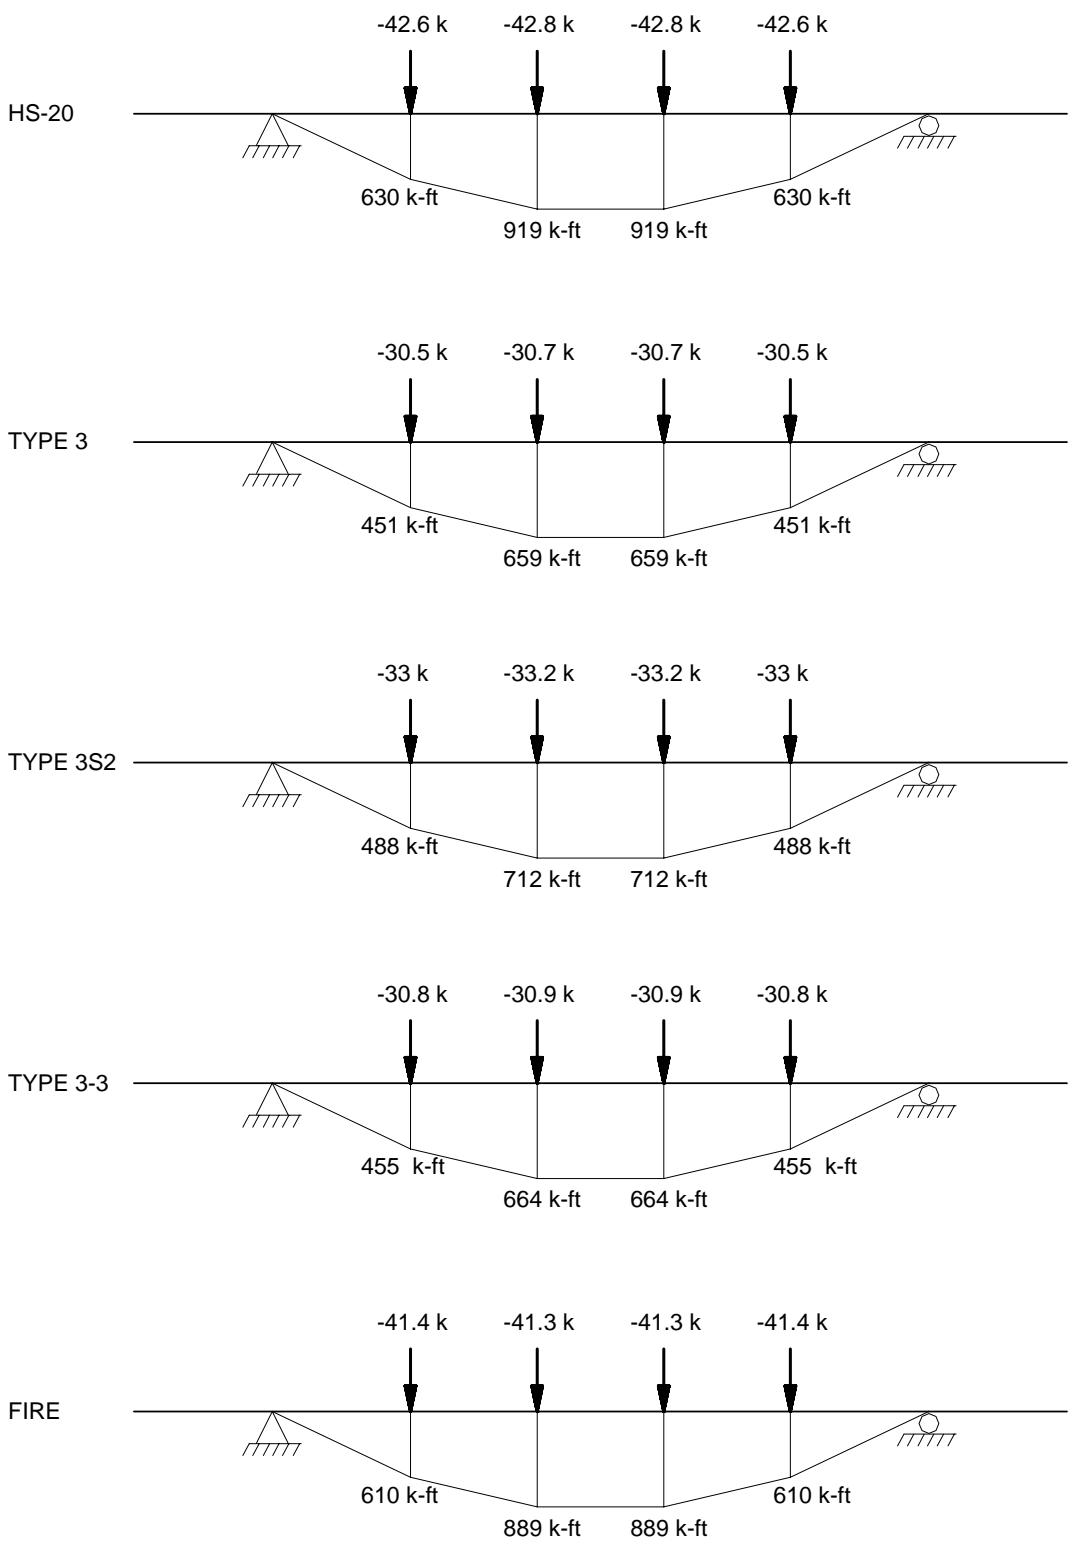 -42.6 k -42.8 k -42.8 k -42.6 k
HS-20
630 k-ft 630 k-ft
919 k-ft 919 k-ft
-30.5 k -30.7 k -30.7 k -30.5 k
TYPE 3
451 k-ft 451 k-ft
659 k-ft 659 k-ft
-33 k -33.2 k -33.2 k -33 k
TYPE 3S2
488 k-ft 488 k-ft
712 k-ft 712 k-ft
-30.8 k -30.9 k -30.9 k -30.8 k
TYPE 3-3
455 k-ft 455 k-ft
664 k-ft 664 k-ft
-41.4 k -41.3 k -41.3 k -41.4 k
FIRE
610 k-ft 610 k-ft
889 k-ft 889 k-ft